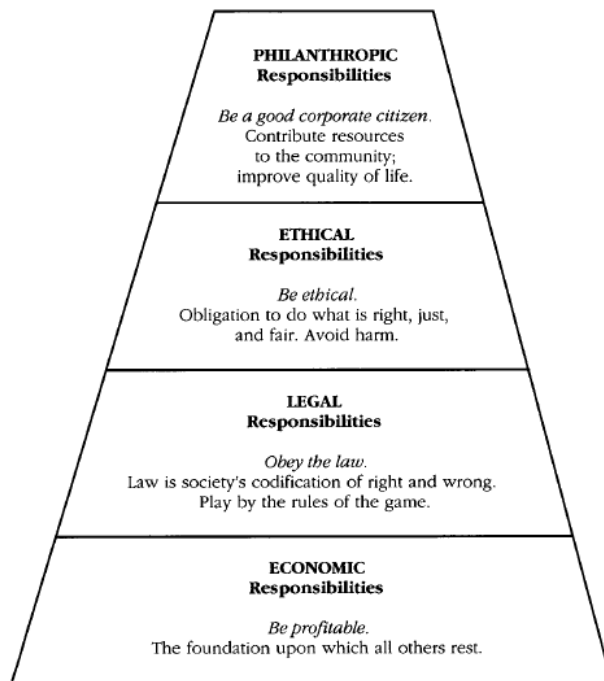 PHILANTHROPIC
Responsibilities
Be a good corporate citizen.
Contribute resources
to the community;
improve quality of life.
ETHICAL
Responsibilities
Be ethical.
Obligation to do what is right, just,
and fair. Avoid harm.
LEGAL
Responsibilities
Obey the law.
Law is society's codification of right and wrong.
Play by the rules of the game.
ECONOMIC
Responsibilities
Be profitable.
The foundation upon which all others rest.